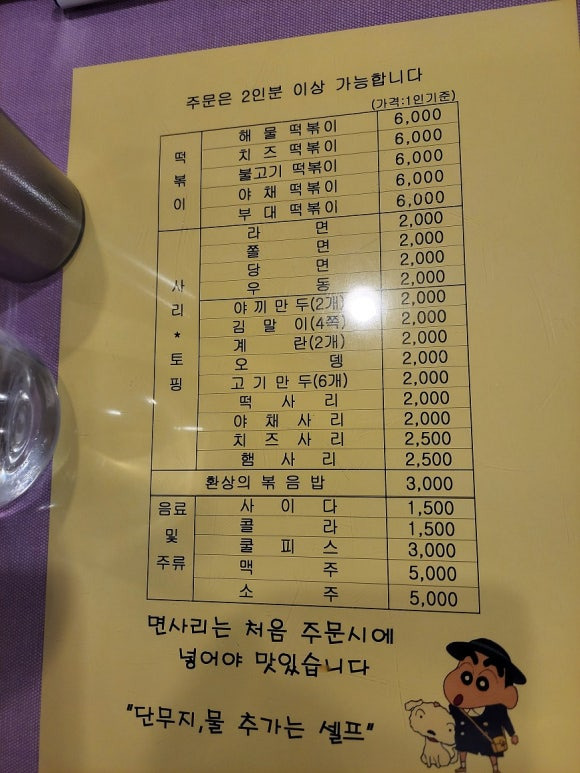 주문은 2인분 이상 가능합니다
(가격:1인기준)
떡볶이
해물 떡볶이 6,000
치즈 떡볶이 6,000
불고기 떡볶이 6,000
야채 떡볶이 6,000
부대 떡볶이 6,000
사리*토핑
라면 2,000
쫄면 2,000
당면 2,000
우동 2,000
야끼만두(2개) 2,000
김말이(4쪽) 2,000
계란(2개) 2,000
오뎅 2,000
고기만두(6개) 2,000
떡사리 2,000
야채사리 2,000
치즈사리 2,500
햄사리 2,500
환상의 볶음밥 3,000
음료 및 주류
사이다 1,500
콜라 1,500
쿨피스 3,000
맥주 5,000
소주 5,000
면사리는 처음 주문시에
넣어야 맛있습니다
"단무지,물 추가는 셀프"